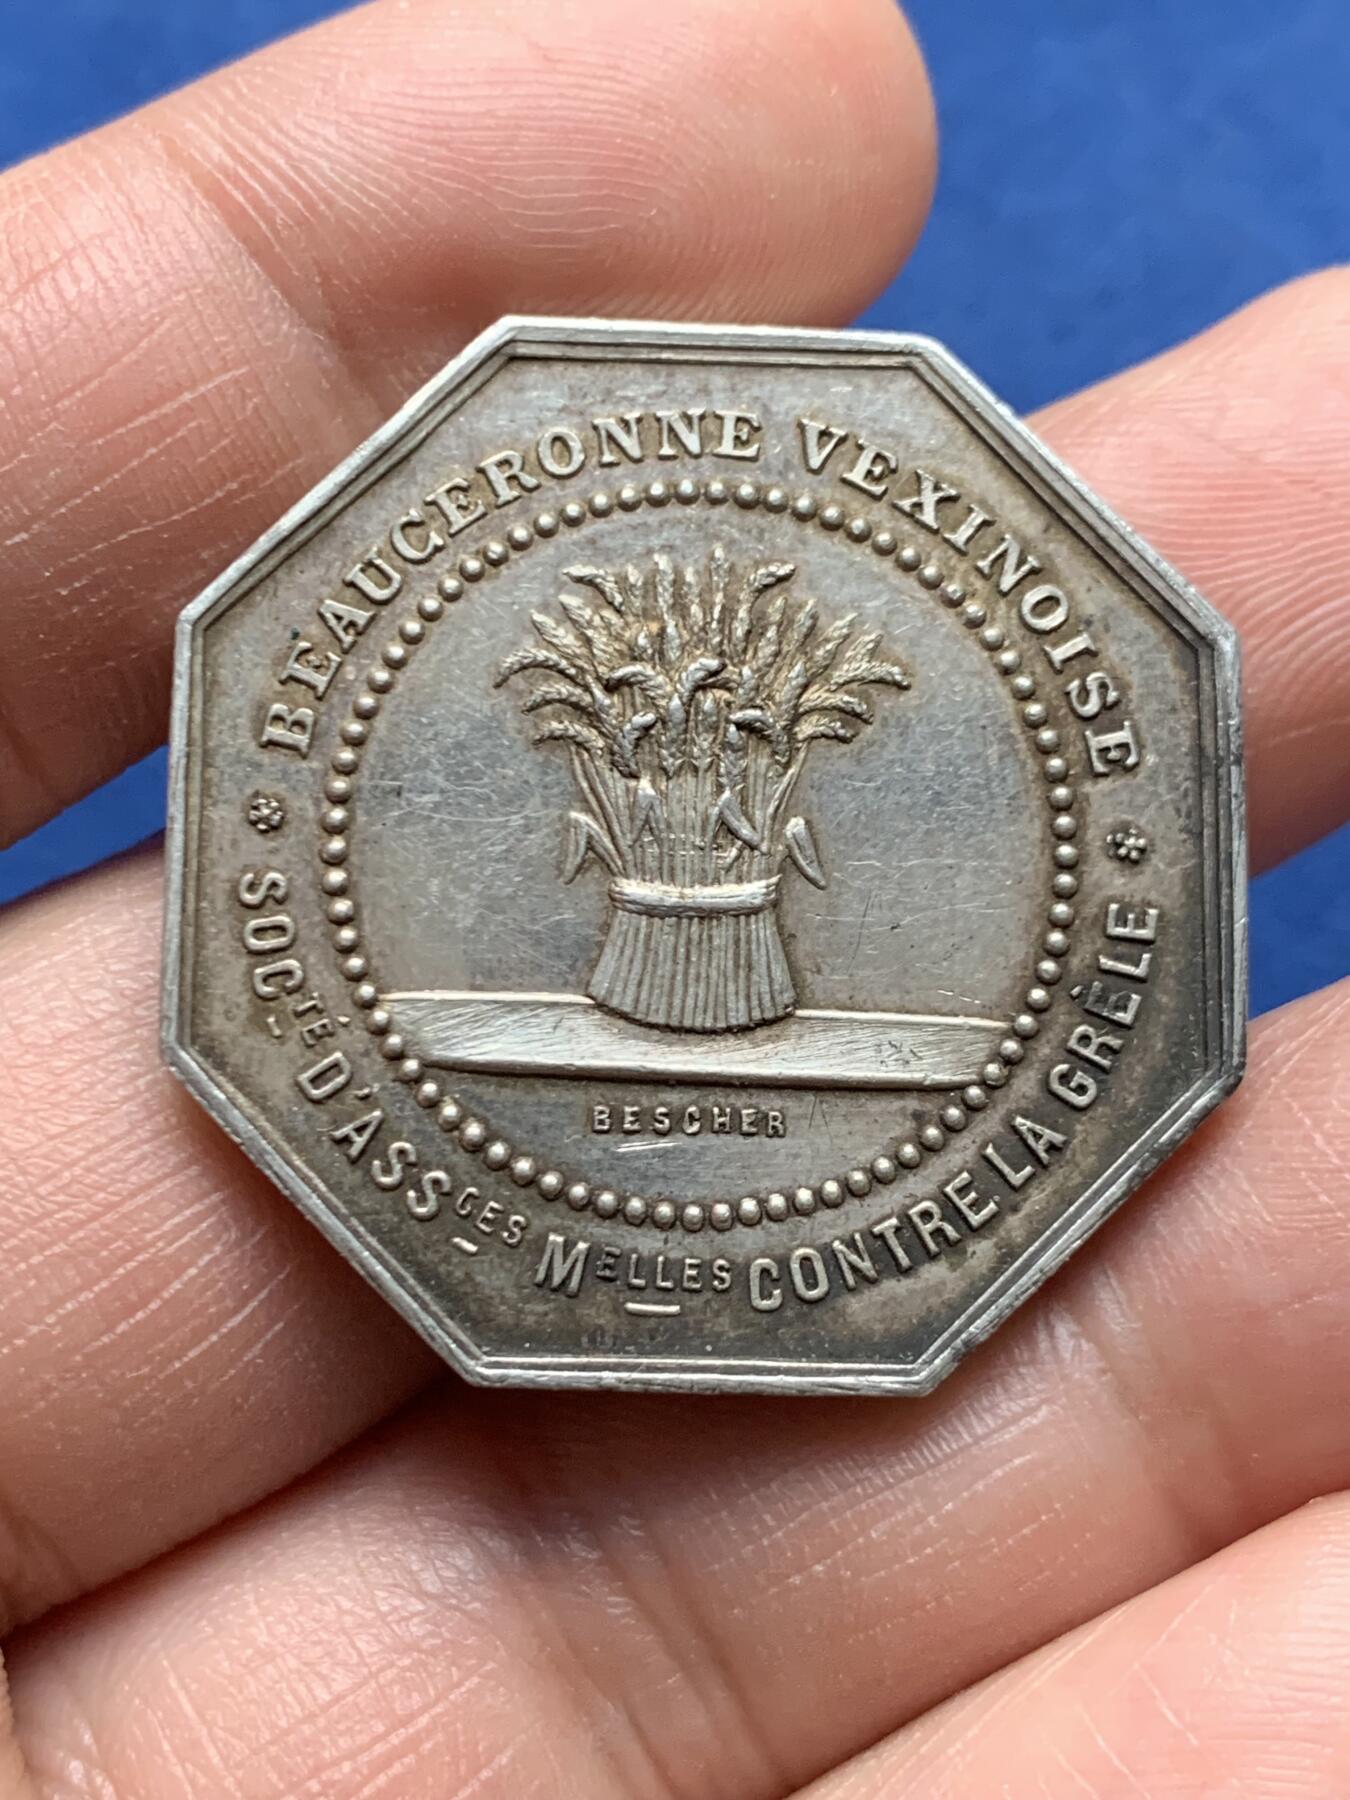 BEAUCERONNE VEXINOISE
SOCTÉ D'ASSCES MELLES CONTRE LA GRÊLE
BESCHER